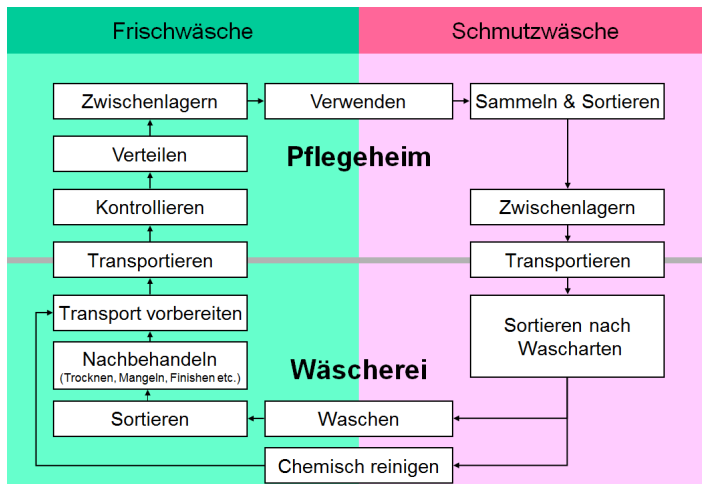 Frischwäsche
Schmutzwäsche
Zwischenlagern
Verwenden
Sammeln & Sortieren
Verteilen
Pflegeheim
Kontrollieren
Zwischenlagern
Transportieren
Transportieren
Transport vorbereiten
Sortieren nach
Wascharten
Nachbehandeln
(Trocknen, Mangeln, Finishen etc.)
Wäscherei
Sortieren
Waschen
Chemisch reinigen